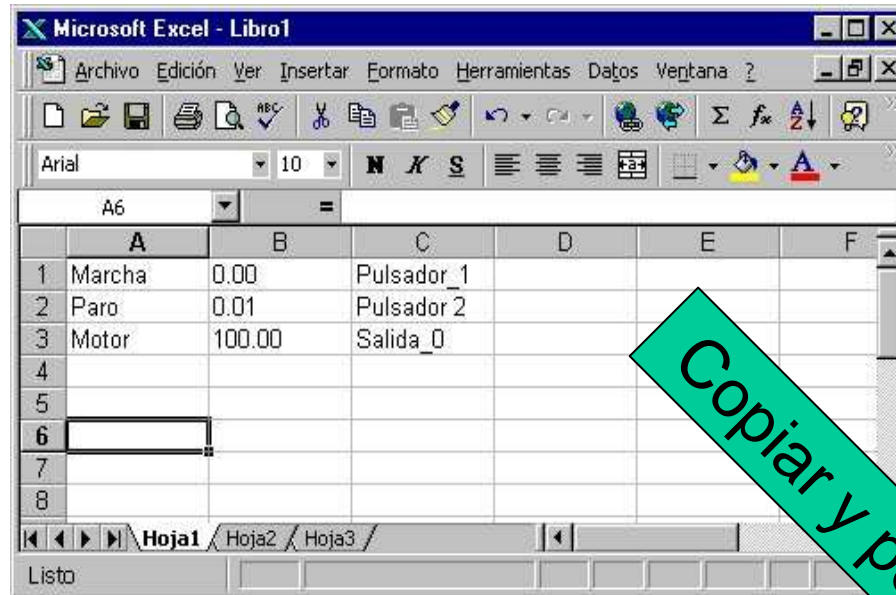 Microsoft Excel - Libro1
Archivo Edición Ver Insertar Formato Herramientas Datos Ventana ?
ABC Σ fx A Z
Arial 10 N K S a A
A6 =
A B C D E F
1 Marcha 0.00 Pulsador_1
2 Paro 0.01 Pulsador 2
3 Motor 100.00 Salida_0
4
5
6
7
8
Hoja1 Hoja2 Hoja3
Listo
Copiar y